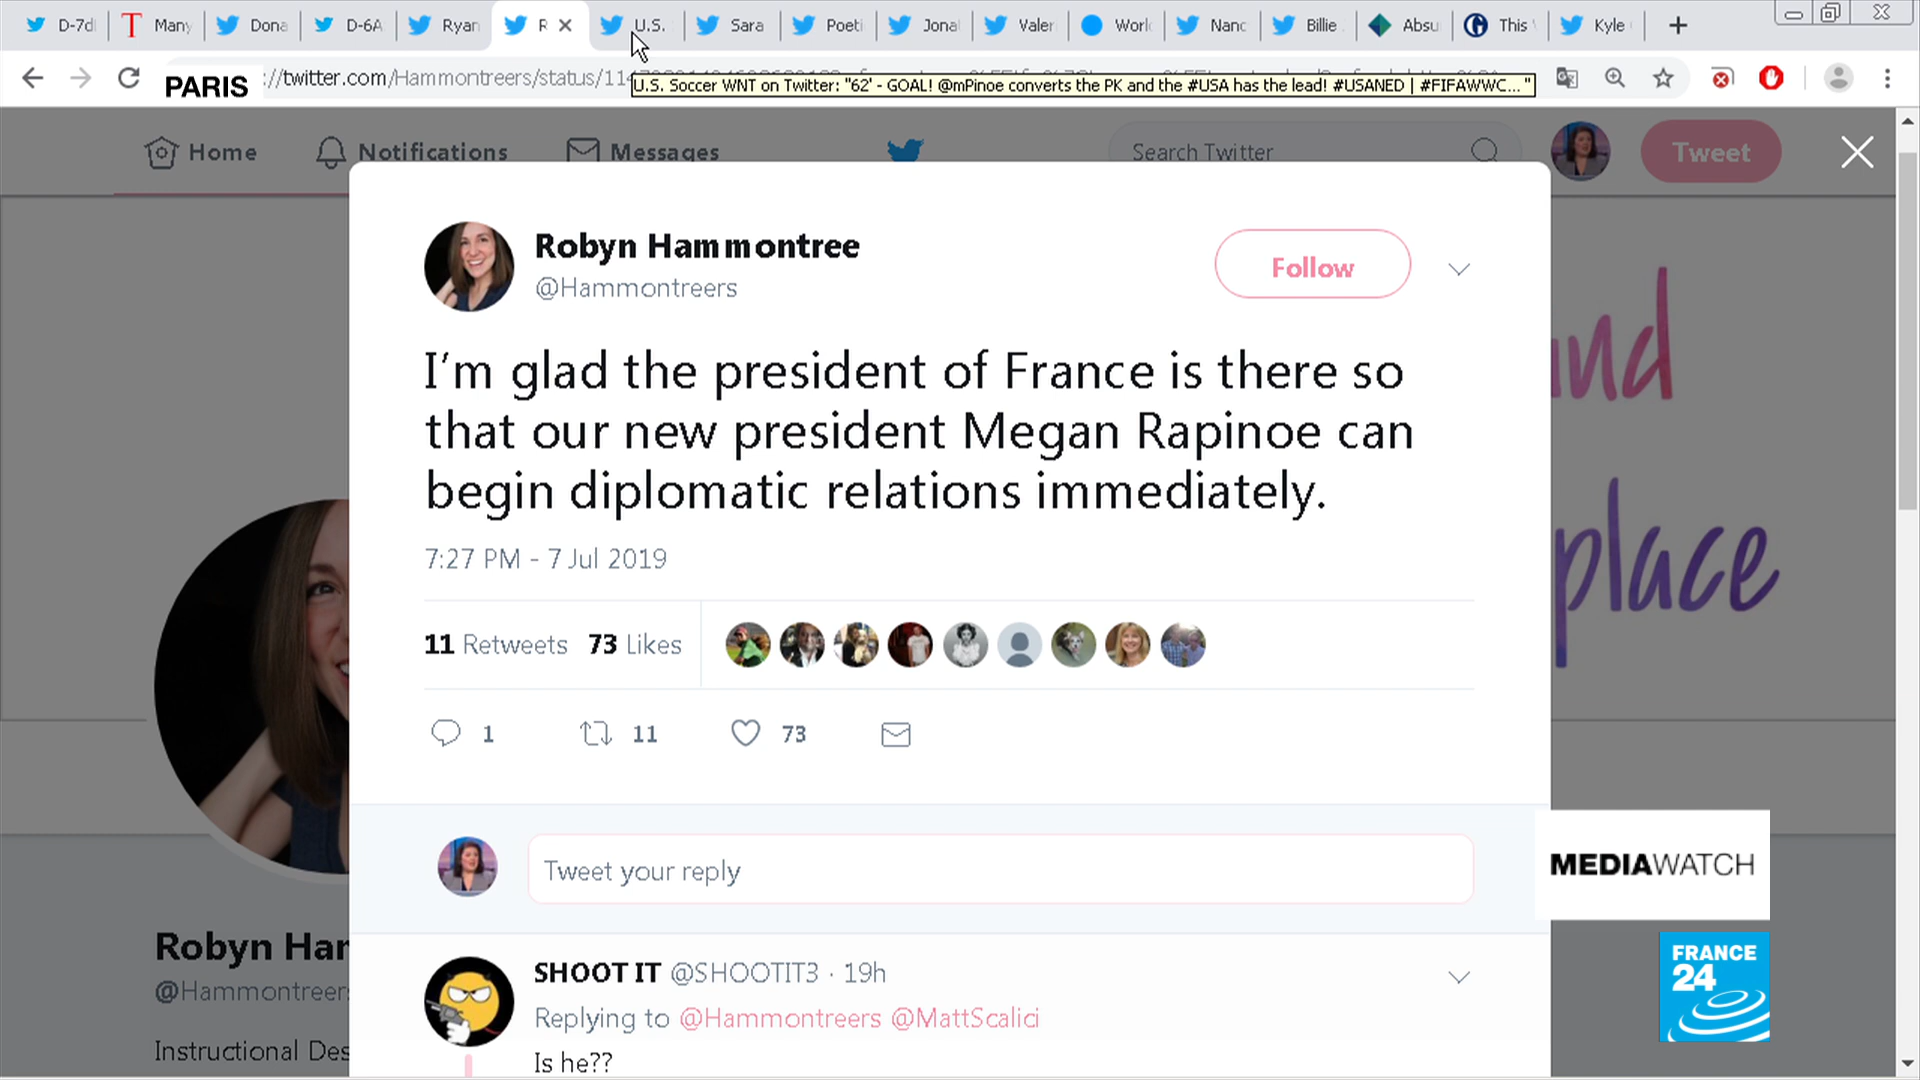 D-7d
Many
Dona
D-6A
Ryan
R
U.S.
Sara
Poeti
Jona
Valer
Worl
Nanc
Billie
Absu
This
Kyle
PARIS
://twitter.com/Hammontreers/status/11
U.S. Soccer WNT on Twitter: "62' - GOAL! @mPinoe converts the PK and the #USA has the lead! #USANED | #FIFAWWC... "
Home
Notifications
Messages
Search Twitter
Tweet
Robyn Hammontree
@Hammontreers
Follow
I'm glad the president of France is there so
that our new president Megan Rapinoe can
begin diplomatic relations immediately.
7:27 PM - 7 Jul 2019
11 Retweets 73 Likes
1
11
73
Tweet your reply
SHOOT IT @SHOOTIT3 · 19h
Replying to @Hammontreers @MattScalici
Is he??
Robyn Har
@Hammontreers
Instructional Des
and
place
MEDIAWATCH
FRANCE
24